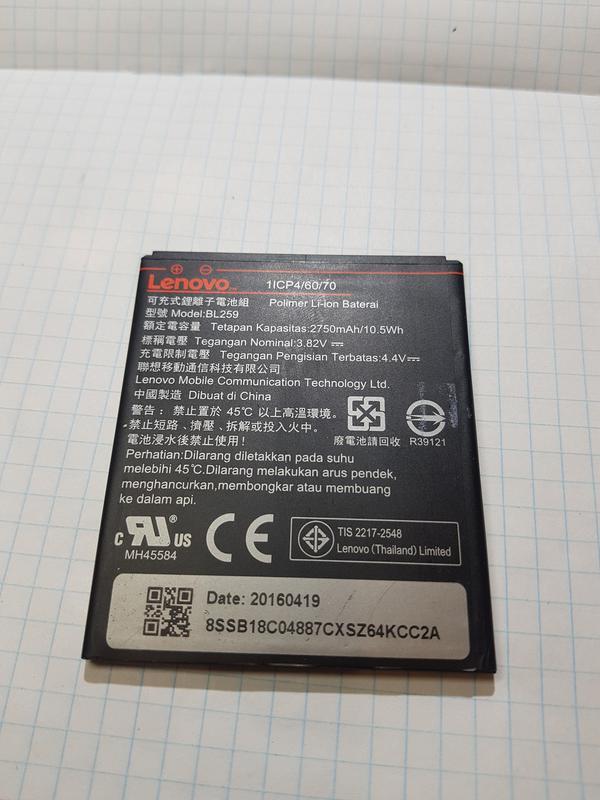 Lenovo
1ICP4/60/70
可充式鋰離子電池組 Polimer Li-ion Baterai
型號 Model:BL259
額定電容量 Tetapan Kapasitas:2750mAh/10.5Wh
標稱電壓 Tegangan Nominal:3.82V
充電限制電壓 Tegangan Pengisian Terbatas:4.4V
聯想移動通信科技有限公司
Lenovo Mobile Communication Technology Ltd.
中國製造 Dibuat di China
警告: 禁止置於 45℃ 以上高溫環境。
禁止短路、擠壓、拆解或投入火中。
電池浸水後禁止使用!
廢電池請回收
R39121
Perhatian:Dilarang diletakkan pada suhu
melebihi 45℃.Dilarang melakukan arus pendek,
menghancurkan,membongkar atau membuang
ke dalam api.
c RU® US
MH45584
CE
TIS 2217-2548
Lenovo (Thailand) Limited
Date: 20160419
8SSB18C04887CXSZ64KCC2A